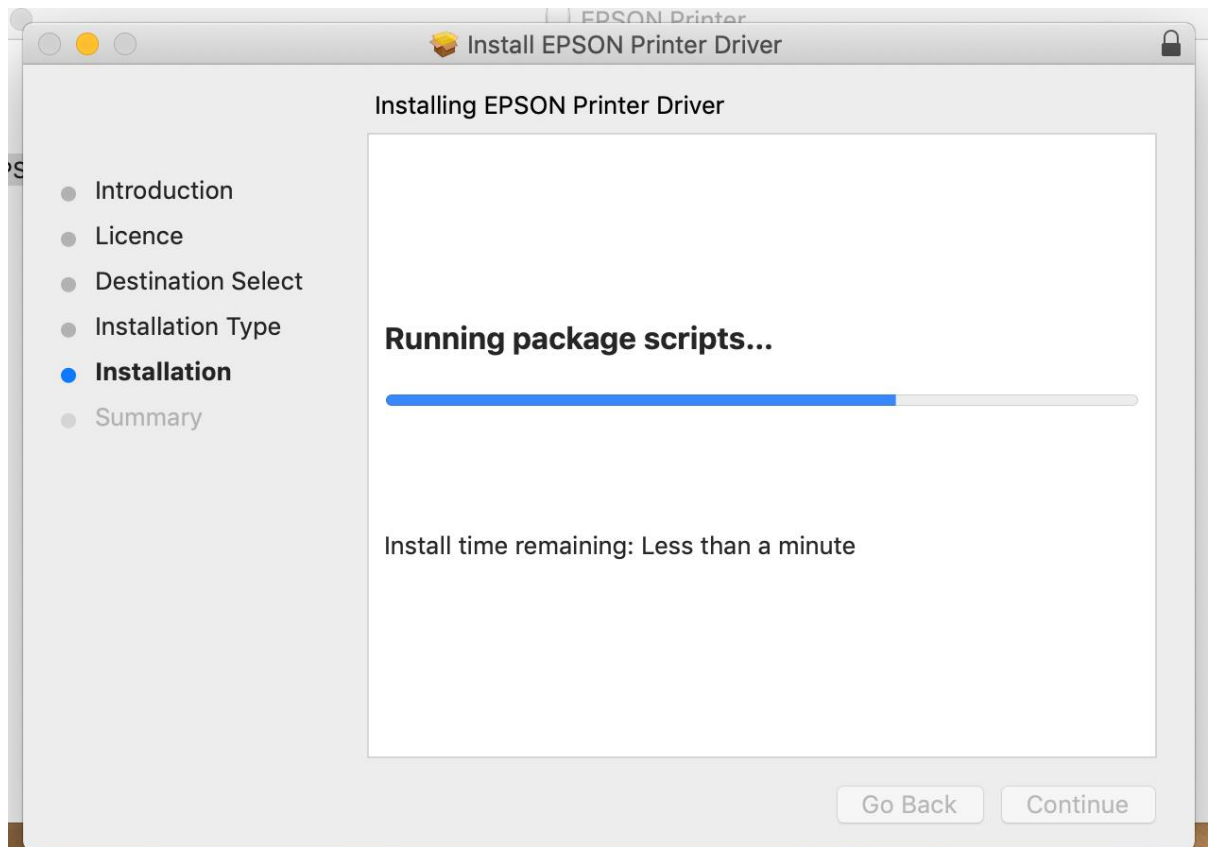 EPSON Printer
Install EPSON Printer Driver
Installing EPSON Printer Driver
PS
Introduction
Licence
Destination Select
Installation Type
Installation
Summary
Running package scripts...
Install time remaining: Less than a minute
Go Back
Continue